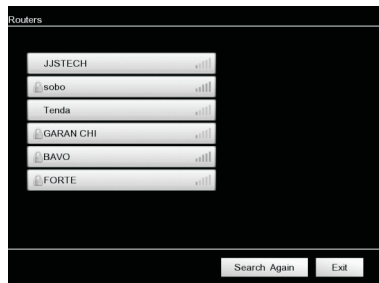 Routers
JJSTECH
sobo
Tenda
GARAN CHI
BAVO
FORTE
Search Again Exit